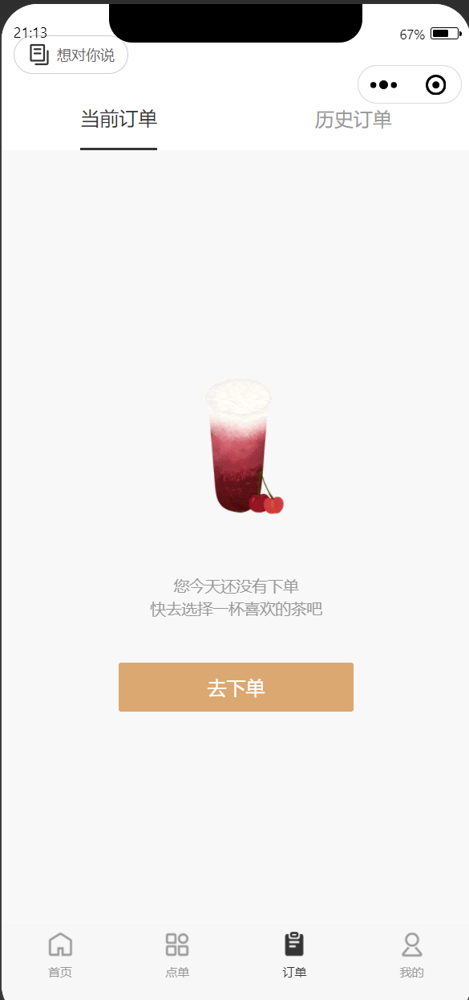 21:13
67%
想对你说
当前订单
历史订单
您今天还没有下单
快去选择一杯喜欢的茶吧
去下单
首页
点单
订单
我的